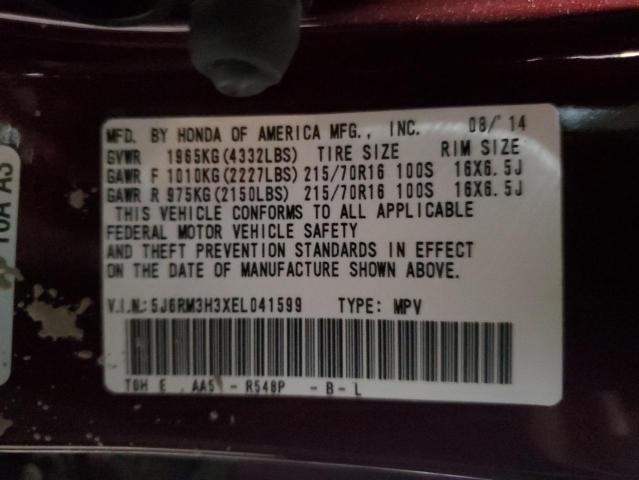 MFD. BY HONDA OF AMERICA MFG., INC. 08/'14
GVWR 1965KG(4332LBS) TIRE SIZE RIM SIZE
GAWR F 1010KG(2227LBS) 215/70R16 100S 16X6.5J
GAWR R 975KG(2150LBS) 215/70R16 100S 16X6.5J
THIS VEHICLE CONFORMS TO ALL APPLICABLE
FEDERAL MOTOR VEHICLE SAFETY
AND THEFT PREVENTION STANDARDS IN EFFECT
ON THE DATE OF MANUFACTURE SHOWN ABOVE.
V.I.N.: 5J6RM3H3XEL041599 TYPE: MPV
T0H E AA5 - R548P - B - L